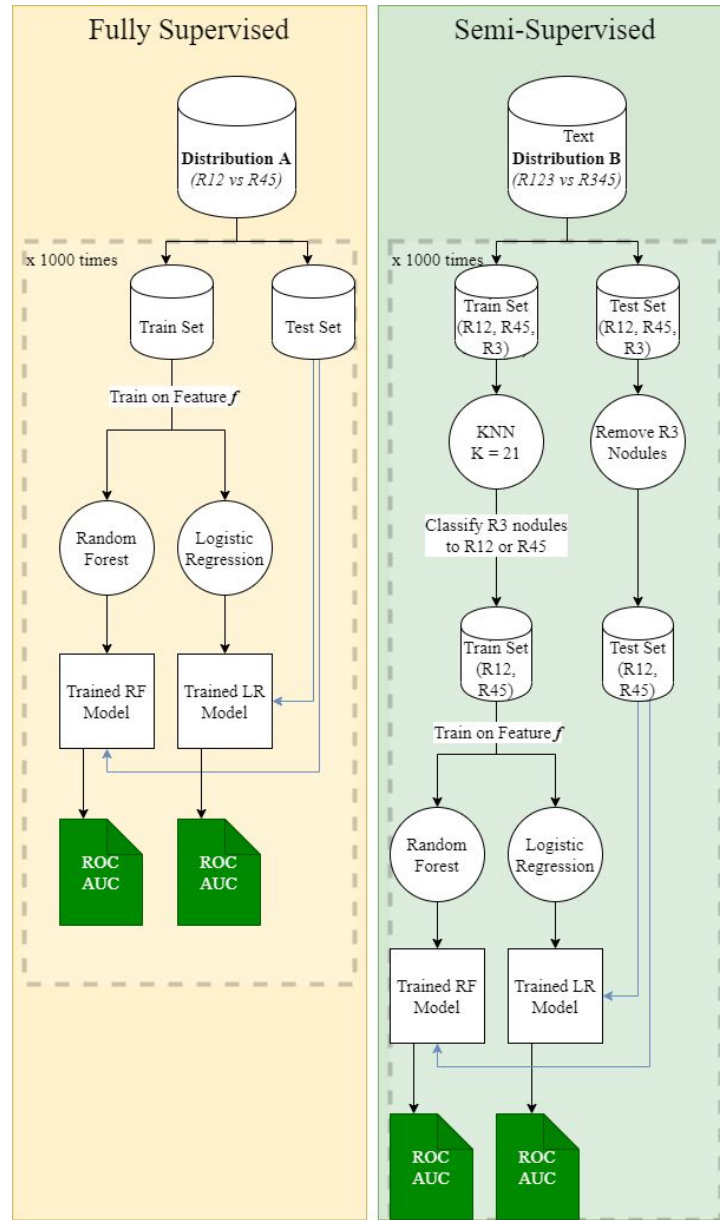 Fully Supervised
Distribution A
(R12 vs R45)
x 1000 times
Train Set
Test Set
Train on Feature f
Random
Forest
Logistic
Regression
Trained RF
Model
Trained LR
Model
ROC
AUC
ROC
AUC
Semi-Supervised
Text
Distribution B
(R123 vs R345)
x 1000 times
Train Set
(R12, R45,
R3)
Test Set
(R12, R45,
R3)
KNN
K = 21
Remove R3
Nodules
Classify R3 nodules
to R12 or R45
Train Set
(R12,
R45)
Test Set
(R12,
R45)
Train on Feature f
Random
Forest
Logistic
Regression
Trained RF
Model
Trained LR
Model
ROC
AUC
ROC
AUC